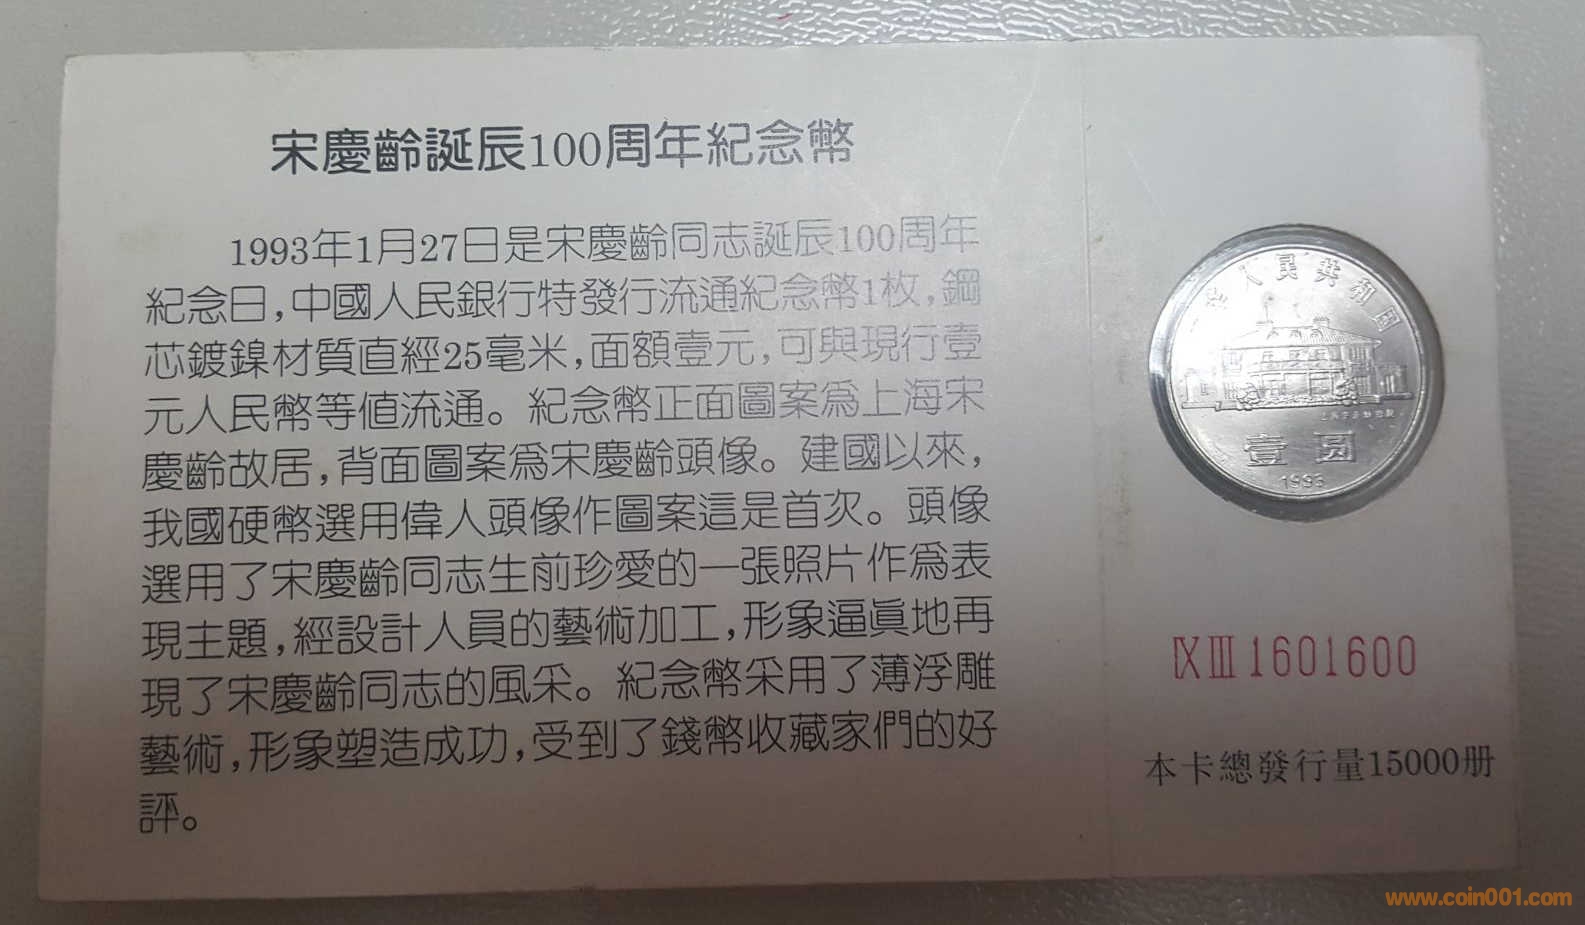 宋慶齡誕辰100周年紀念幣
1993年1月27日是宋慶齡同志誕辰100周年
紀念日,中國人民銀行特發行流通紀念幣1枚,鋼
芯鍍鎳材質直經25毫米,面額壹元,可與現行壹
元人民幣等値流通。紀念幣正面圖案爲上海宋
慶齡故居,背面圖案爲宋慶齡頭像。建國以來,
我國硬幣選用偉人頭像作圖案這是首次。頭像
選用了宋慶齡同志生前珍愛的一張照片作爲表
現主題,經設計人員的藝術加工,形象逼眞地再
現了宋慶齡同志的風采。紀念幣采用了薄浮雕
藝術,形象塑造成功,受到了錢幣收藏家們的好
評。
人民共和國
壹圓
1993
ⅨⅢ1601600
本卡總發行量15000册
www.coin001.com